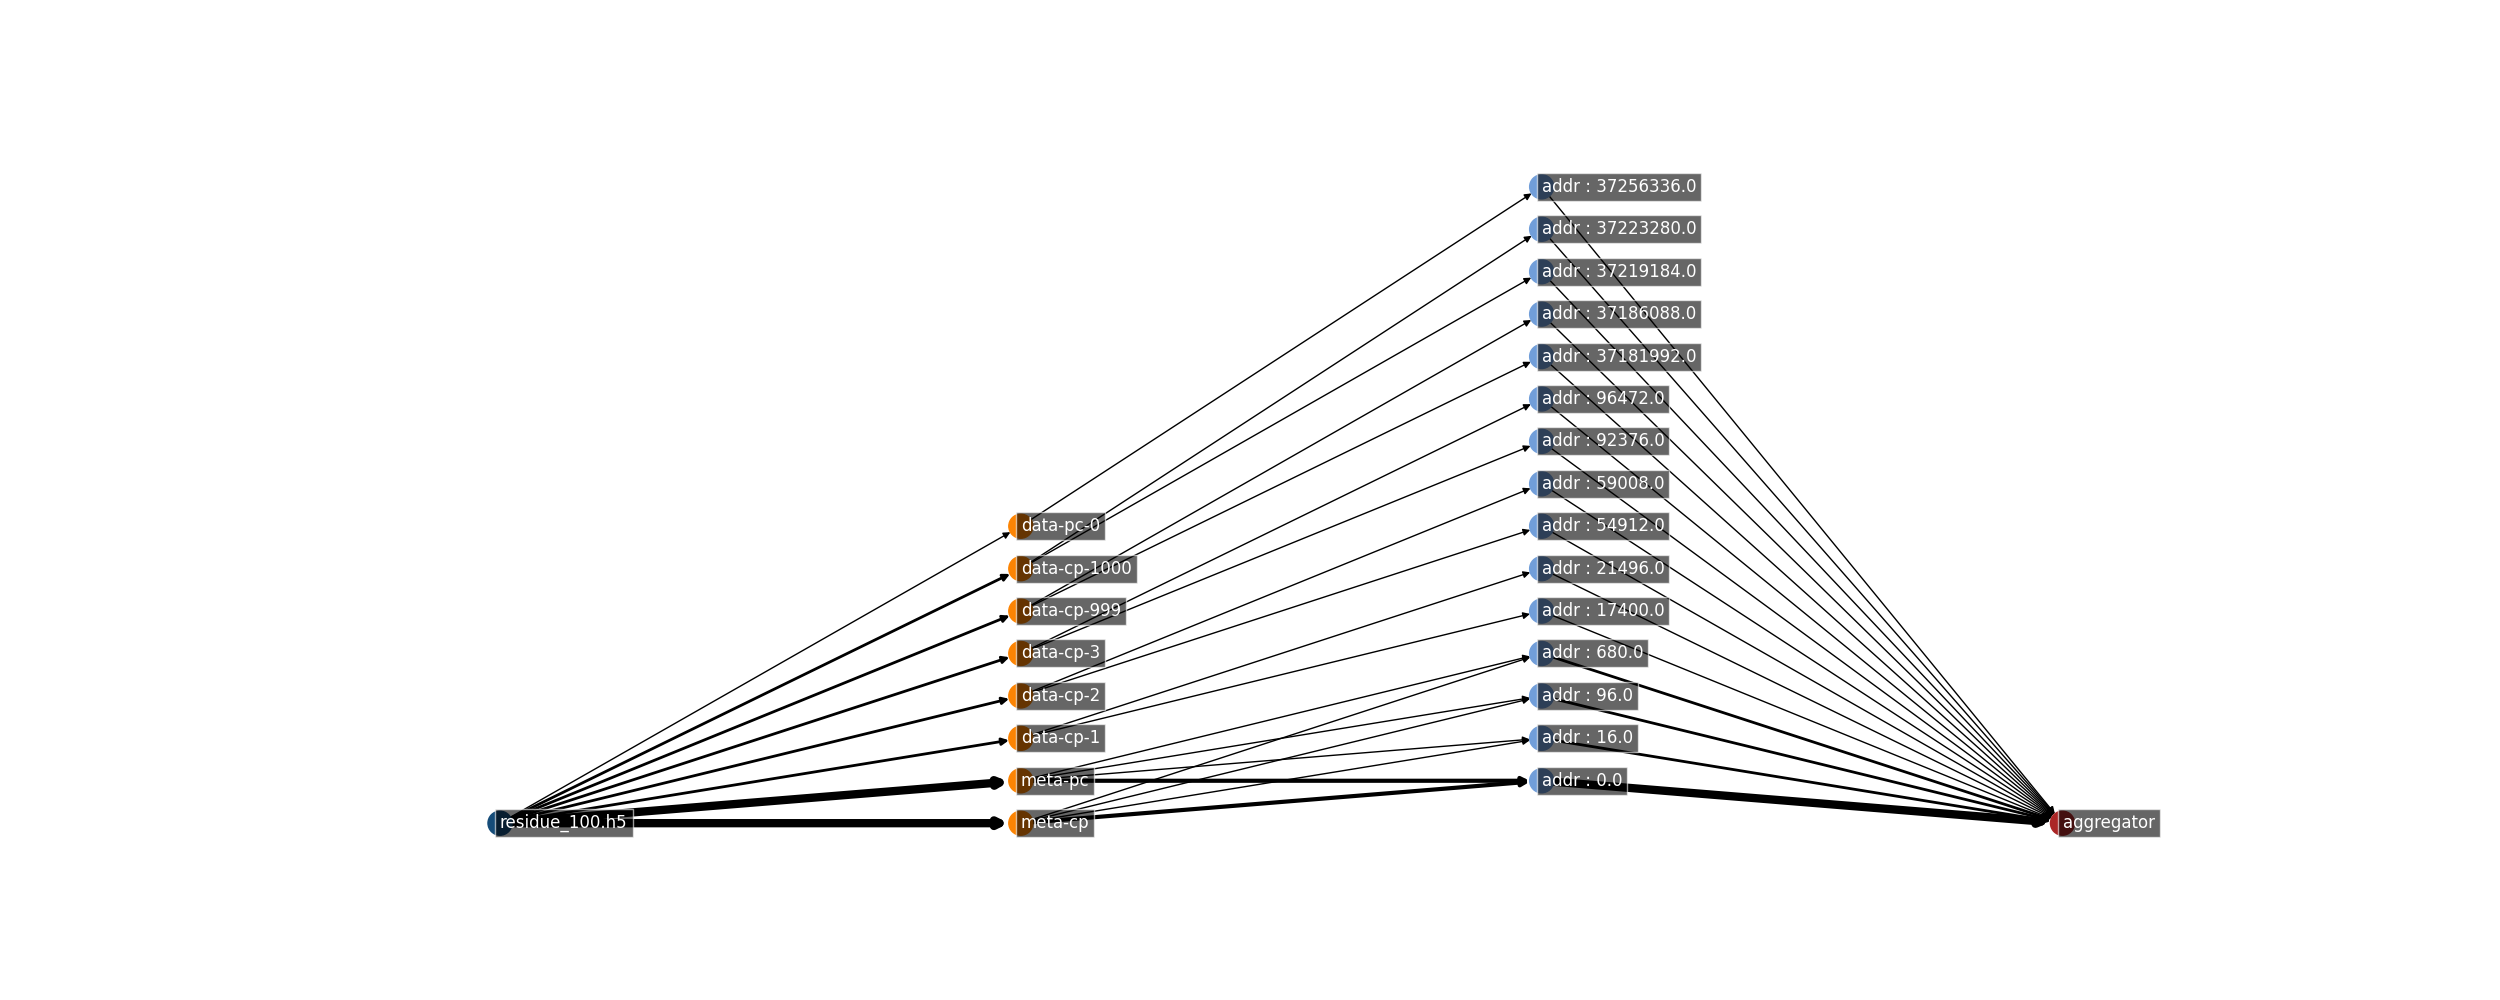 residue_100.h5
data-pc-0
data-cp-1000
data-cp-999
data-cp-3
data-cp-2
data-cp-1
meta-pc
meta-cp
addr : 37256336.0
addr : 37223280.0
addr : 37219184.0
addr : 37186088.0
addr : 37181992.0
addr : 96472.0
addr : 92376.0
addr : 59008.0
addr : 54912.0
addr : 21496.0
addr : 17400.0
addr : 680.0
addr : 96.0
addr : 16.0
addr : 0.0
aggregator